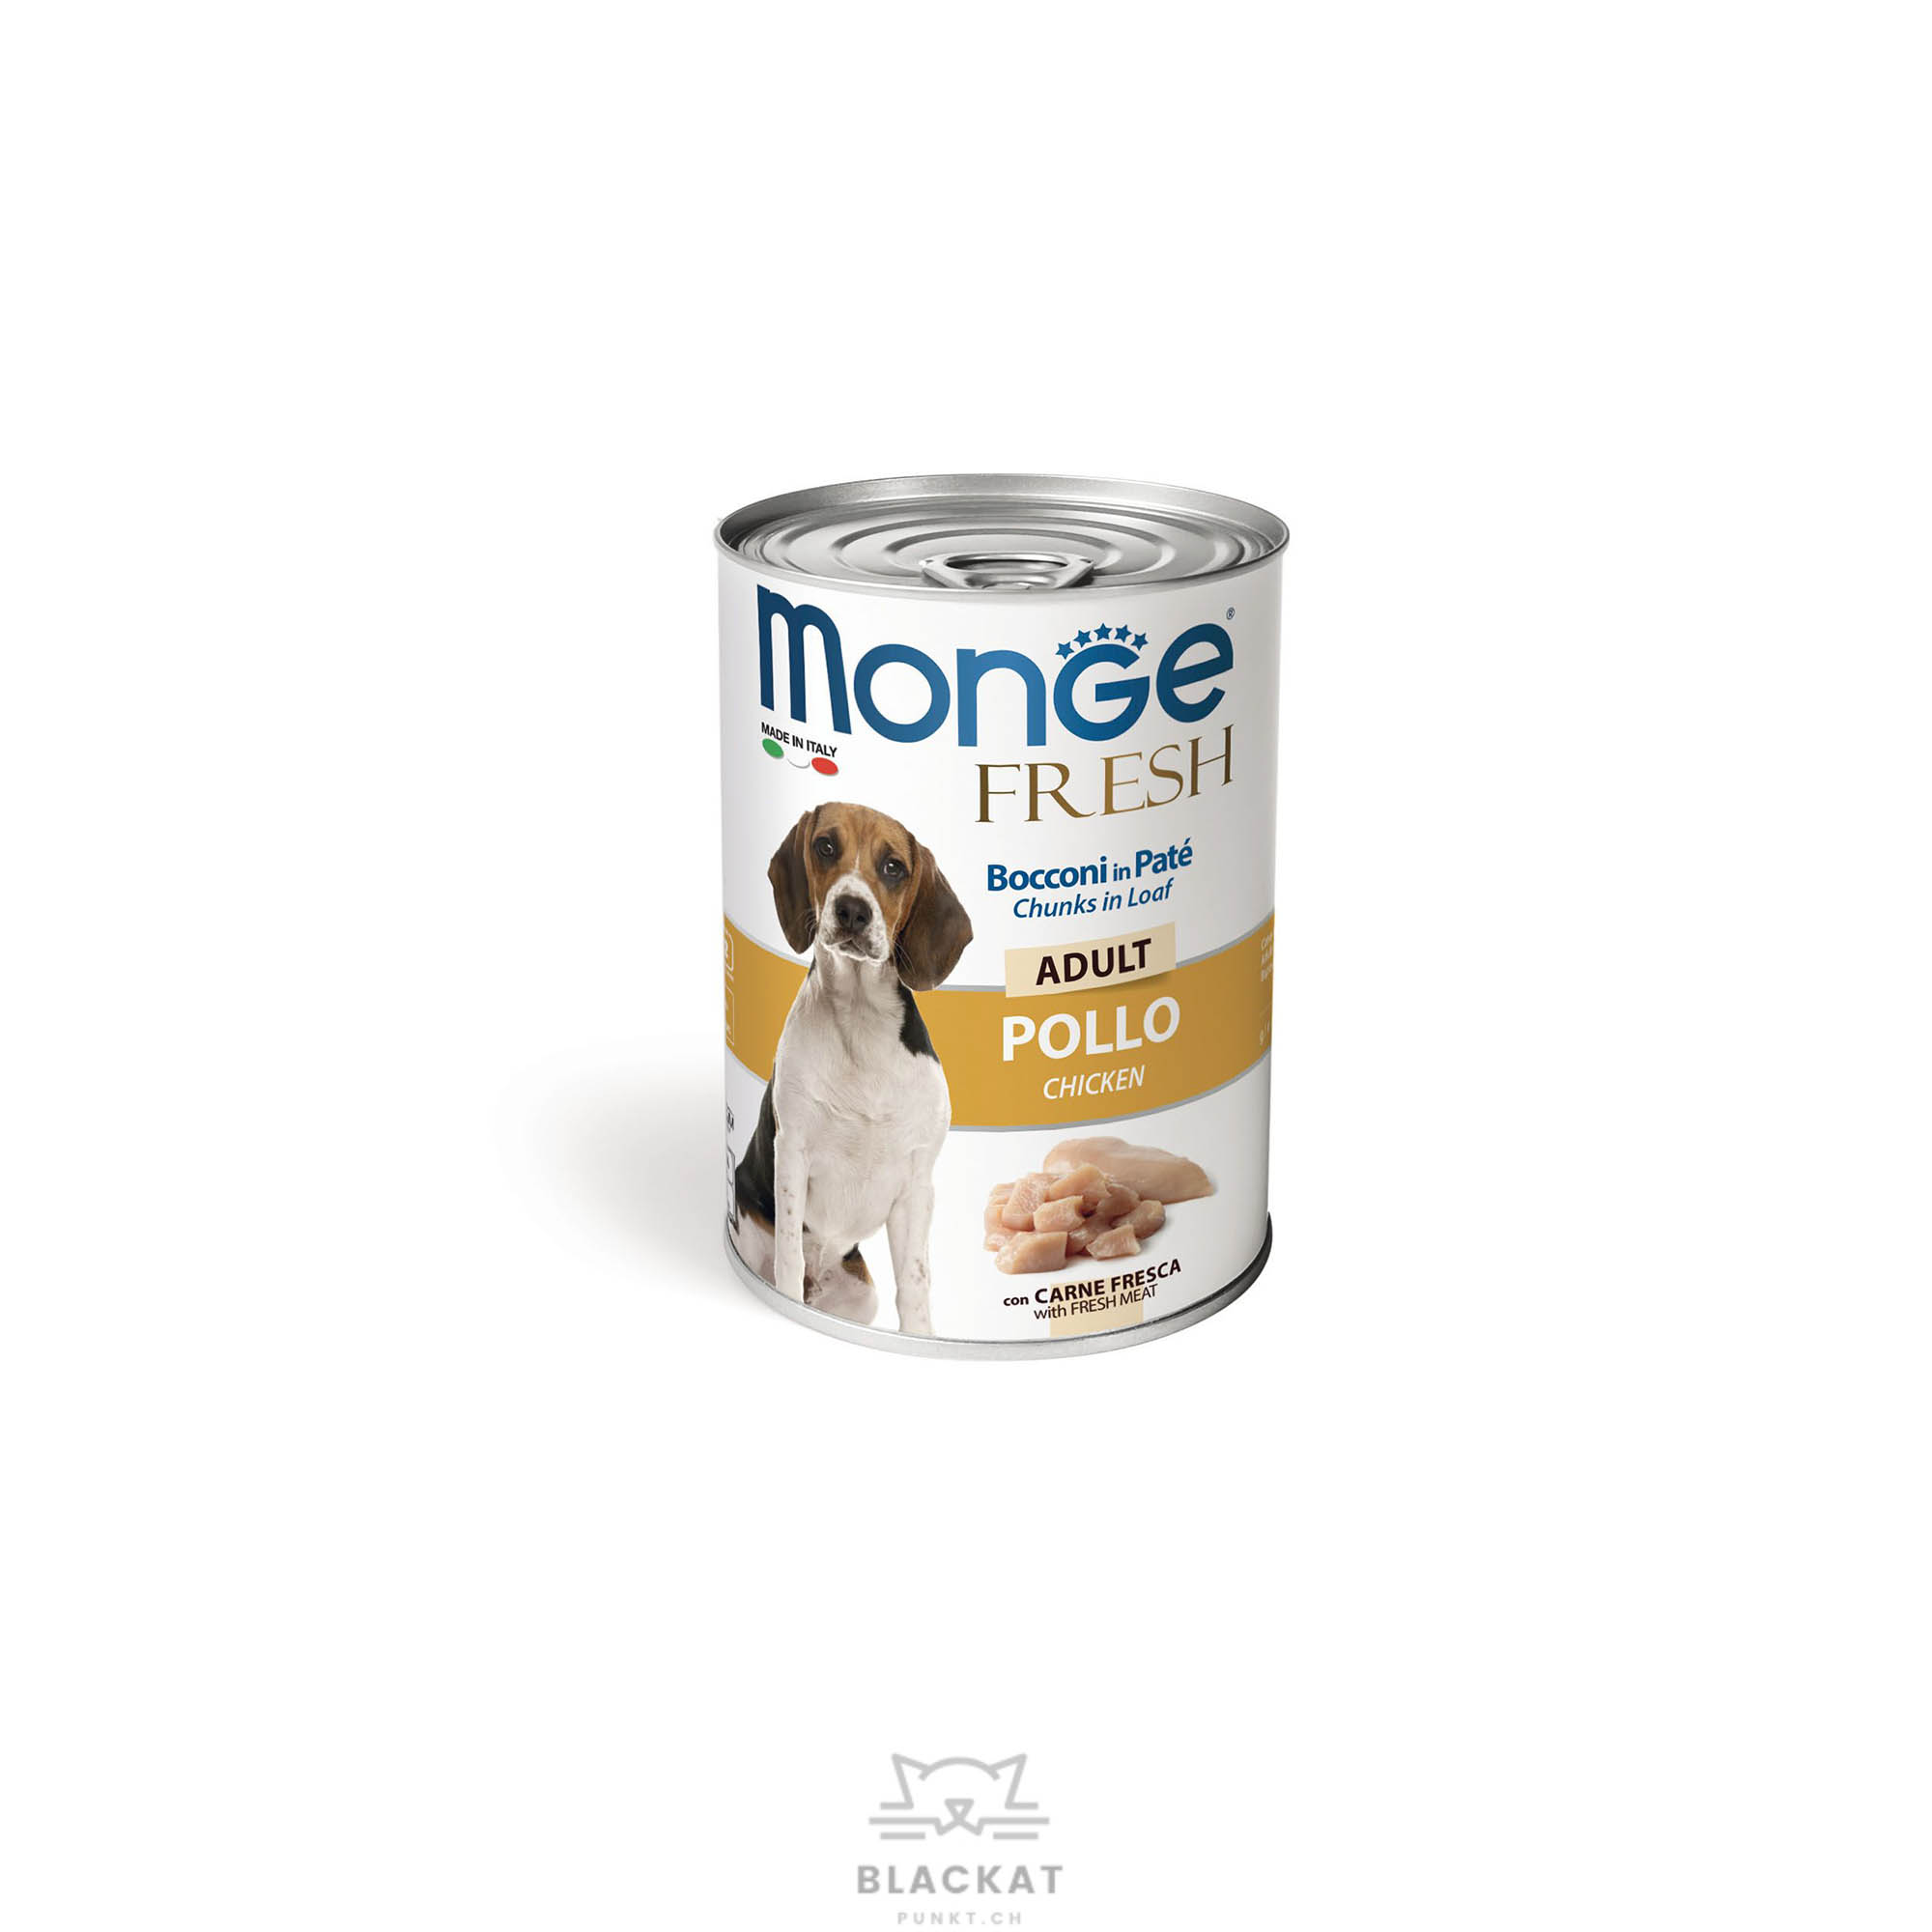 monGe®
MADE IN ITALY
FRESH
Bocconi in Paté
Chunks in Loaf
ADULT
POLLO
CHICKEN
con CARNE FRESCA
with FRESH MEAT
BLACKAT
PUNKT.CH